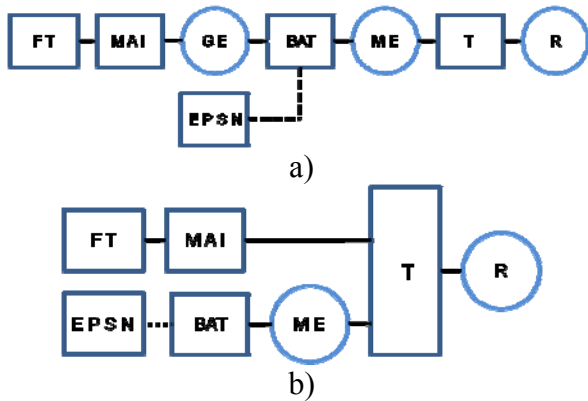 FT MAI GE BAT ME T R
EPSN
a)
FT MAI
T R
EPSN BAT ME
b)